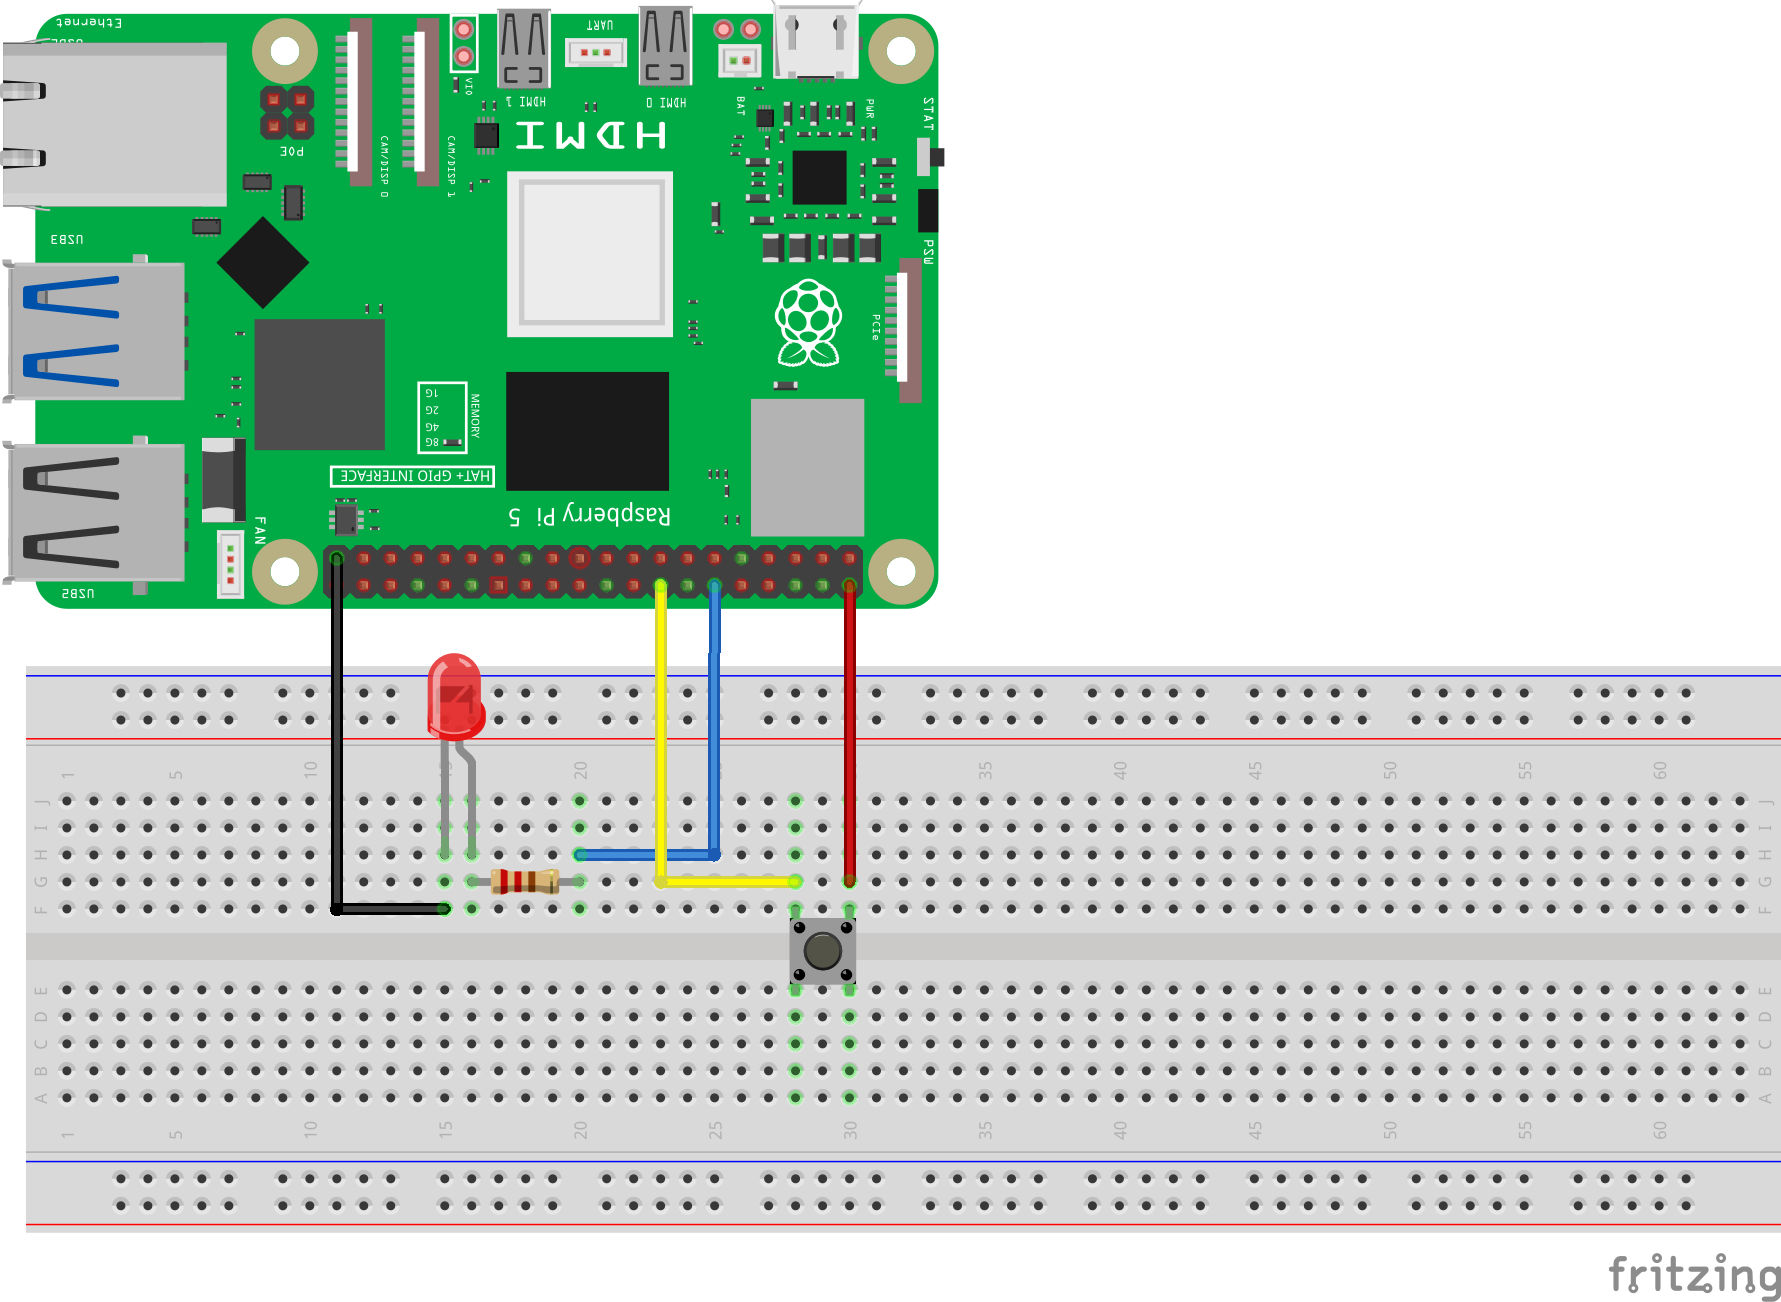 Ethernet
USB2
UART
VIO
HDMI 1
HDMI 0
BAT
PWR
STAT
HDMI
POE
CAM/DISP 0
CAM/DISP 1
USB3
PSW
PCIe
MEMORY
1G
2G
4G
8G
HAT+ GPIO INTERFACE
Raspberry Pi 5
FAN
USB2
1 5 10 15 20 25 30 35 40 45 50 55 60
J J
I I
H H
G G
F F
E E
D D
C C
B B
A A
1 5 10 15 20 25 30 35 40 45 50 55 60
fritzing